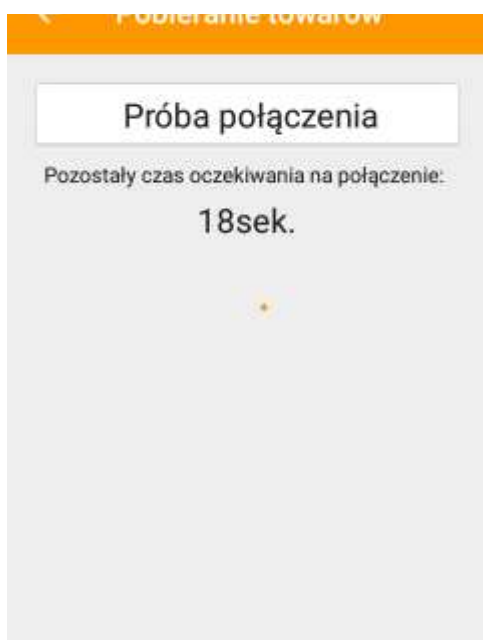 Pobieranie towarów
Próba połączenia
Pozostały czas oczekiwania na połączenie:
18sek.